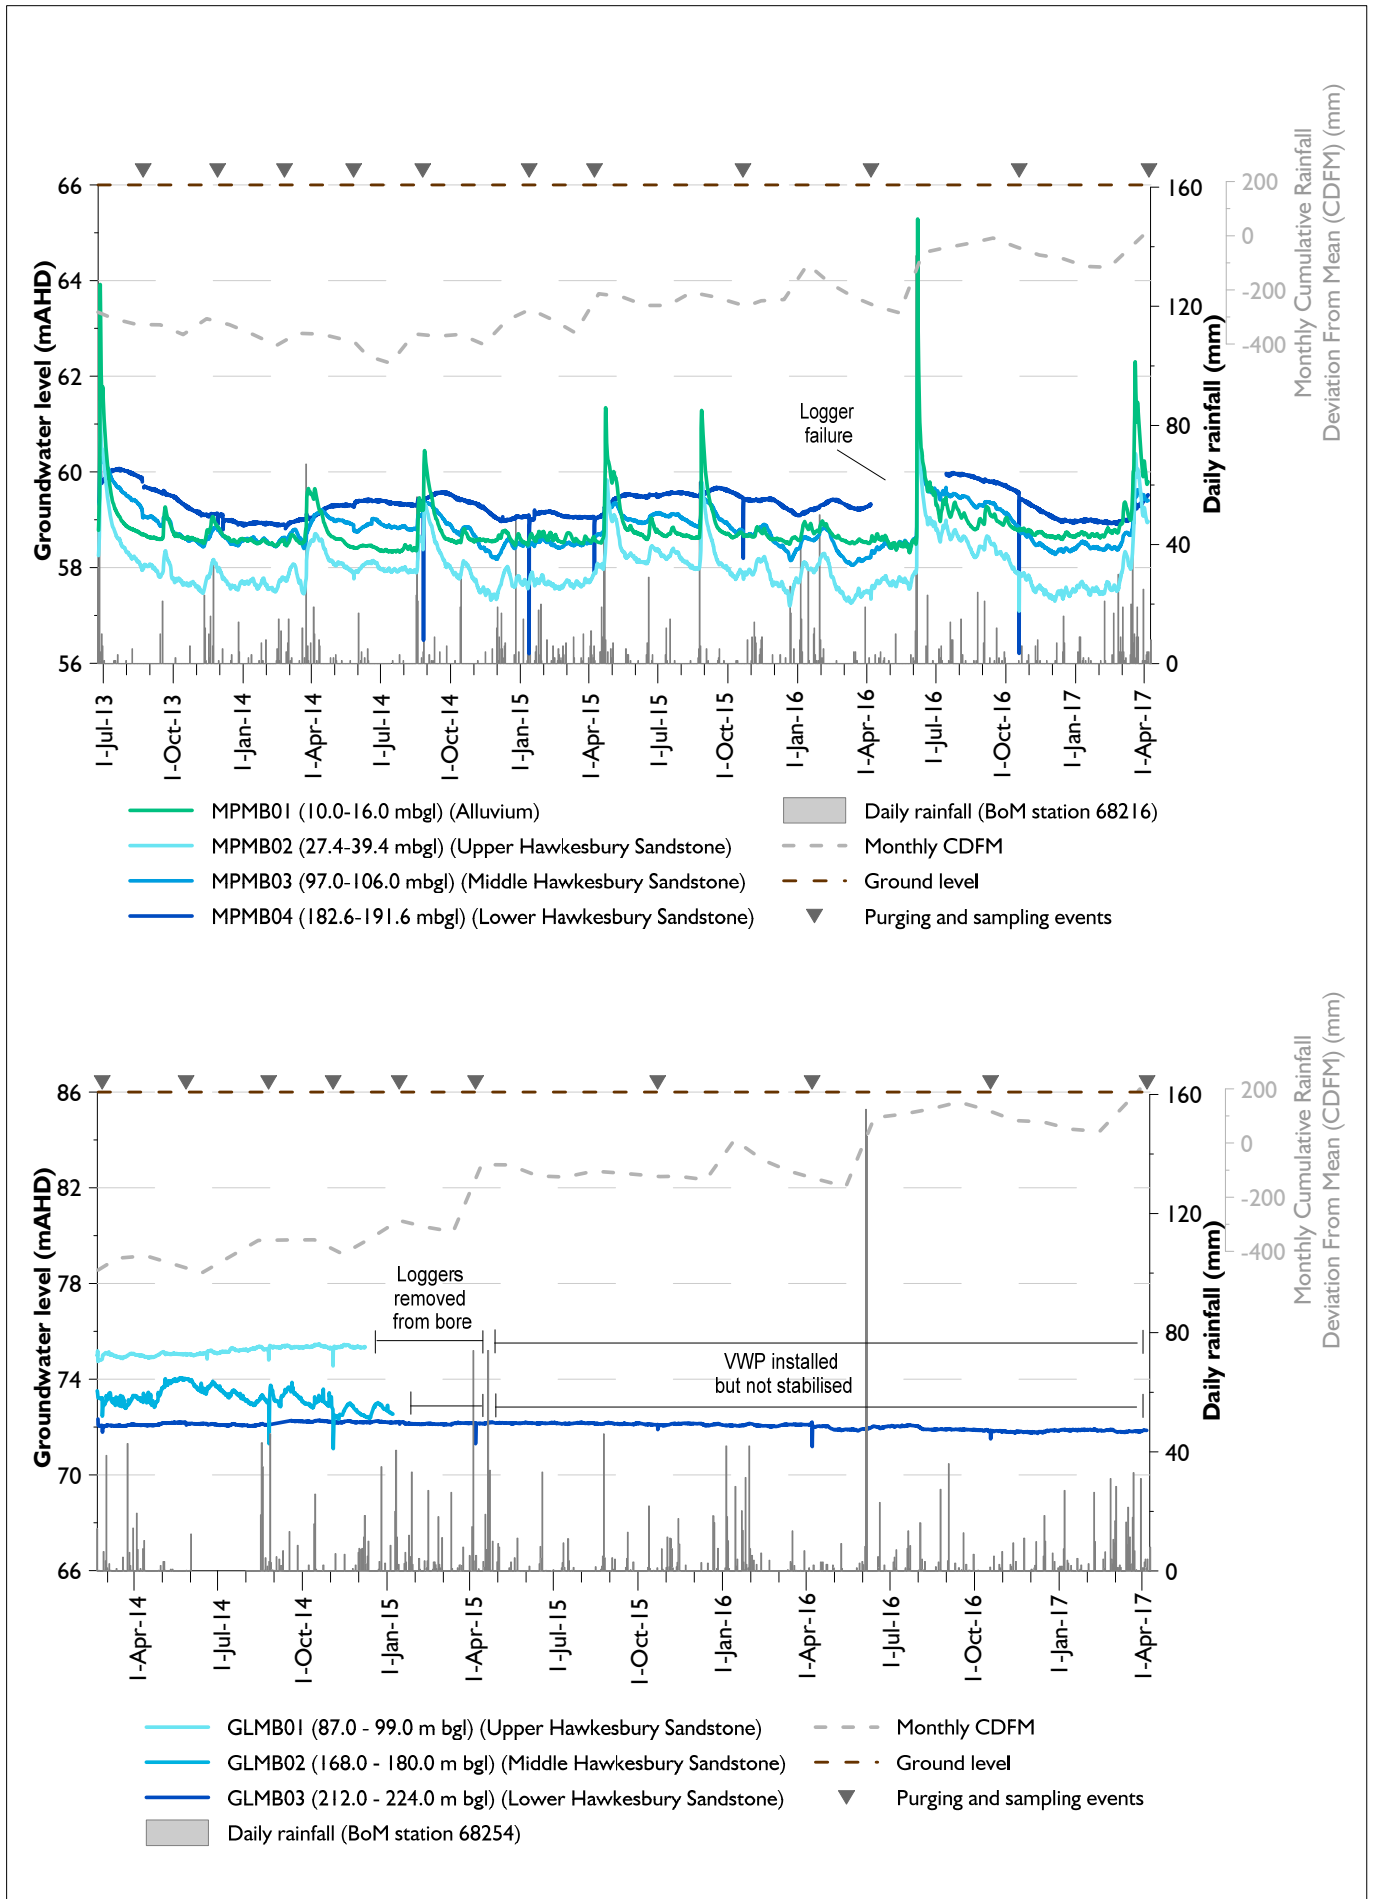 66
64
62
60
58
56
Groundwater level (mAHD)
Logger
failure
160
120
80
40
0
Daily rainfall (mm)
200
0
-200
-400
Monthly Cumulative Rainfall
Deviation From Mean (CDFM) (mm)
1-Jul-13
1-Oct-13
1-Jan-14
1-Apr-14
1-Jul-14
1-Oct-14
1-Jan-15
1-Apr-15
1-Jul-15
1-Oct-15
1-Jan-16
1-Apr-16
1-Jul-16
1-Oct-16
1-Jan-17
1-Apr-17
MPMB01 (10.0-16.0 mbgl) (Alluvium)
MPMB02 (27.4-39.4 mbgl) (Upper Hawkesbury Sandstone)
MPMB03 (97.0-106.0 mbgl) (Middle Hawkesbury Sandstone)
MPMB04 (182.6-191.6 mbgl) (Lower Hawkesbury Sandstone)
Daily rainfall (BoM station 68216)
Monthly CDFM
Ground level
Purging and sampling events
86
82
78
74
70
66
Groundwater level (mAHD)
Loggers
removed
from bore
VWP installed
but not stabilised
160
120
80
40
0
Daily rainfall (mm)
200
0
-200
-400
Monthly Cumulative Rainfall
Deviation From Mean (CDFM) (mm)
1-Apr-14
1-Jul-14
1-Oct-14
1-Jan-15
1-Apr-15
1-Jul-15
1-Oct-15
1-Jan-16
1-Apr-16
1-Jul-16
1-Oct-16
1-Jan-17
1-Apr-17
GLMB01 (87.0 - 99.0 m bgl) (Upper Hawkesbury Sandstone)
GLMB02 (168.0 - 180.0 m bgl) (Middle Hawkesbury Sandstone)
GLMB03 (212.0 - 224.0 m bgl) (Lower Hawkesbury Sandstone)
Daily rainfall (BoM station 68254)
Monthly CDFM
Ground level
Purging and sampling events